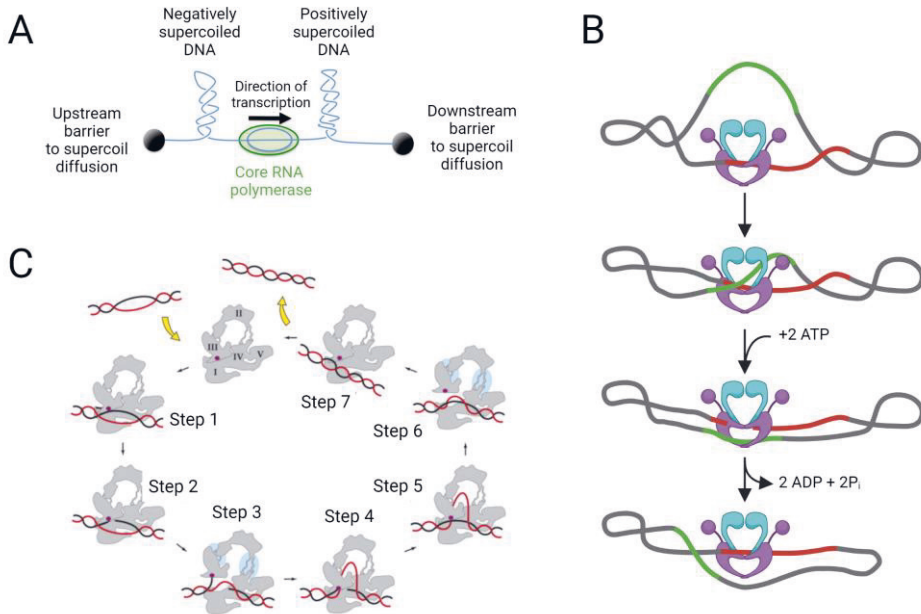 A
Negatively
supercoiled
DNA
Positively
supercoiled
DNA
Direction of
transcription
Upstream
barrier
to supercoil
diffusion
Downstream
barrier
to supercoil
diffusion
Core RNA
polymerase
B
+2 ATP
2 ADP + 2Pi
C
II
III
IV
V
I
Step 1
Step 2
Step 3
Step 4
Step 5
Step 6
Step 7